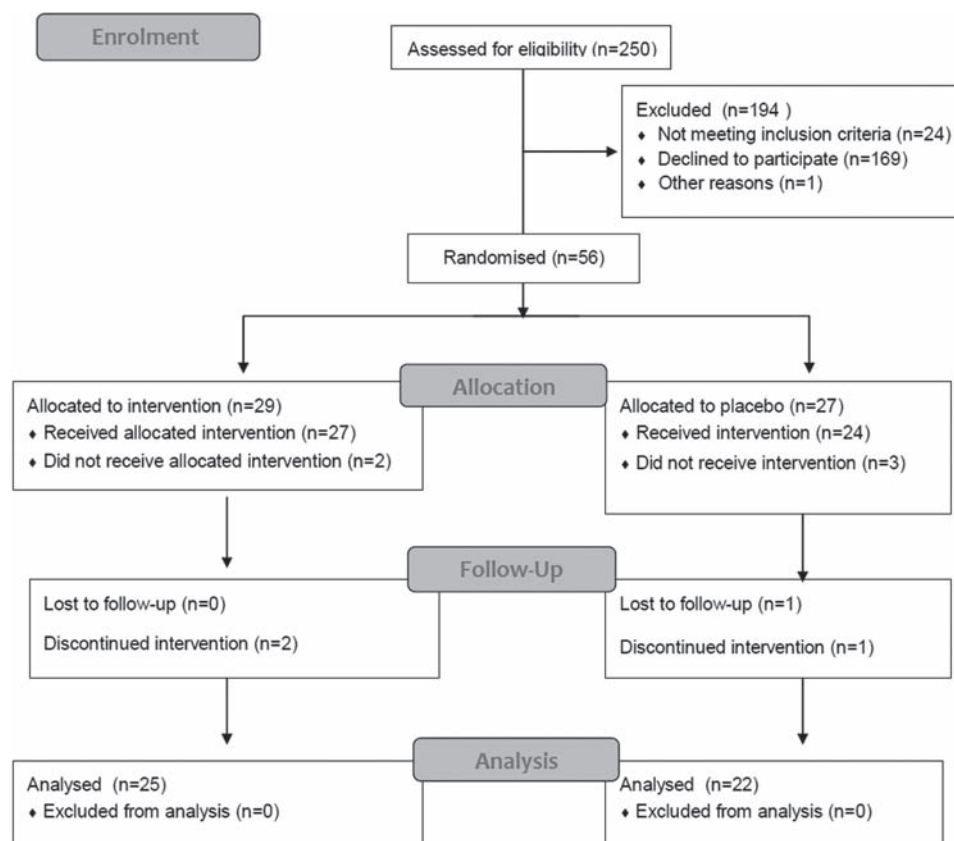 Enrolment
Assessed for eligibility (n=250)
Excluded (n=194 )
♦ Not meeting inclusion criteria (n=24)
♦ Declined to participate (n=169)
♦ Other reasons (n=1)
Randomised (n=56)
Allocation
Allocated to intervention (n=29)
♦ Received allocated intervention (n=27)
♦ Did not receive allocated intervention (n=2)
Allocated to placebo (n=27)
♦ Received intervention (n=24)
♦ Did not receive intervention (n=3)
Follow-Up
Lost to follow-up (n=0)
Discontinued intervention (n=2)
Lost to follow-up (n=1)
Discontinued intervention (n=1)
Analysis
Analysed (n=25)
♦ Excluded from analysis (n=0)
Analysed (n=22)
♦ Excluded from analysis (n=0)